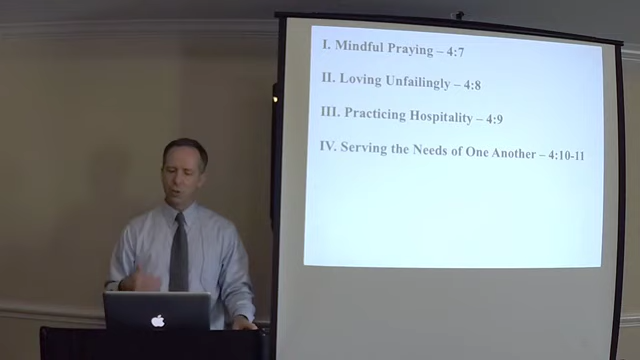 I. Mindful Praying – 4:7
II. Loving Unfailingly – 4:8
III. Practicing Hospitality – 4:9
IV. Serving the Needs of One Another – 4:10-11